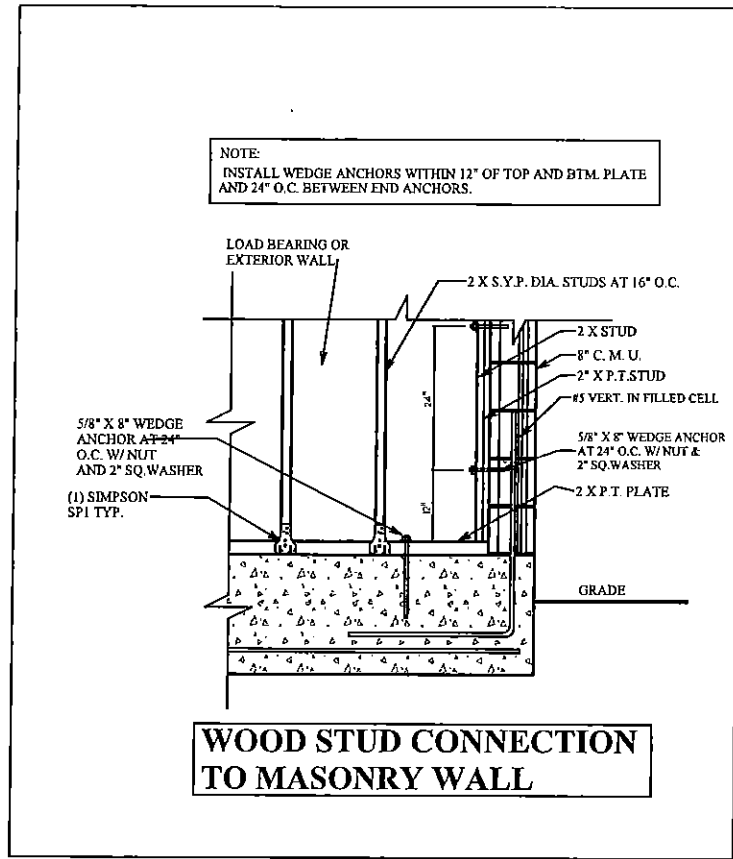 NOTE:
INSTALL WEDGE ANCHORS WITHIN 12" OF TOP AND BTM. PLATE
AND 24" O.C. BETWEEN END ANCHORS.
LOAD BEARING OR
EXTERIOR WALL
2 X S.Y.P. DIA. STUDS AT 16" O.C.
2 X STUD
8" C. M. U.
2" X P.T.STUD
#5 VERT. IN FILLED CELL
24"
5/8" X 8" WEDGE
ANCHOR AT 24"
O.C. W/ NUT
AND 2" SQ.WASHER
5/8" X 8" WEDGE ANCHOR
AT 24" O.C. W/ NUT &
2" SQ.WASHER
(1) SIMPSON
SP1 TYP.
12"
2 X P.T. PLATE
GRADE
WOOD STUD CONNECTION
TO MASONRY WALL